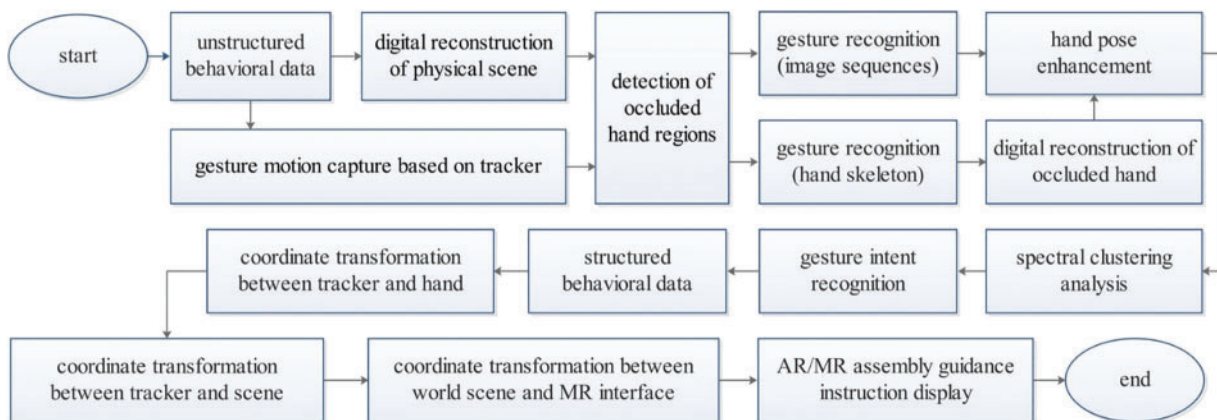 start
unstructured
behavioral data
digital reconstruction
of physical scene
detection of
occluded
hand regions
gesture recognition
(image sequences)
hand pose
enhancement
gesture motion capture based on tracker
gesture recognition
(hand skeleton)
digital reconstruction of
occluded hand
spectral clustering
analysis
gesture intent
recognition
structured
behavioral data
coordinate transformation
between tracker and hand
coordinate transformation
between tracker and scene
coordinate transformation between
world scene and MR interface
AR/MR assembly guidance
instruction display
end